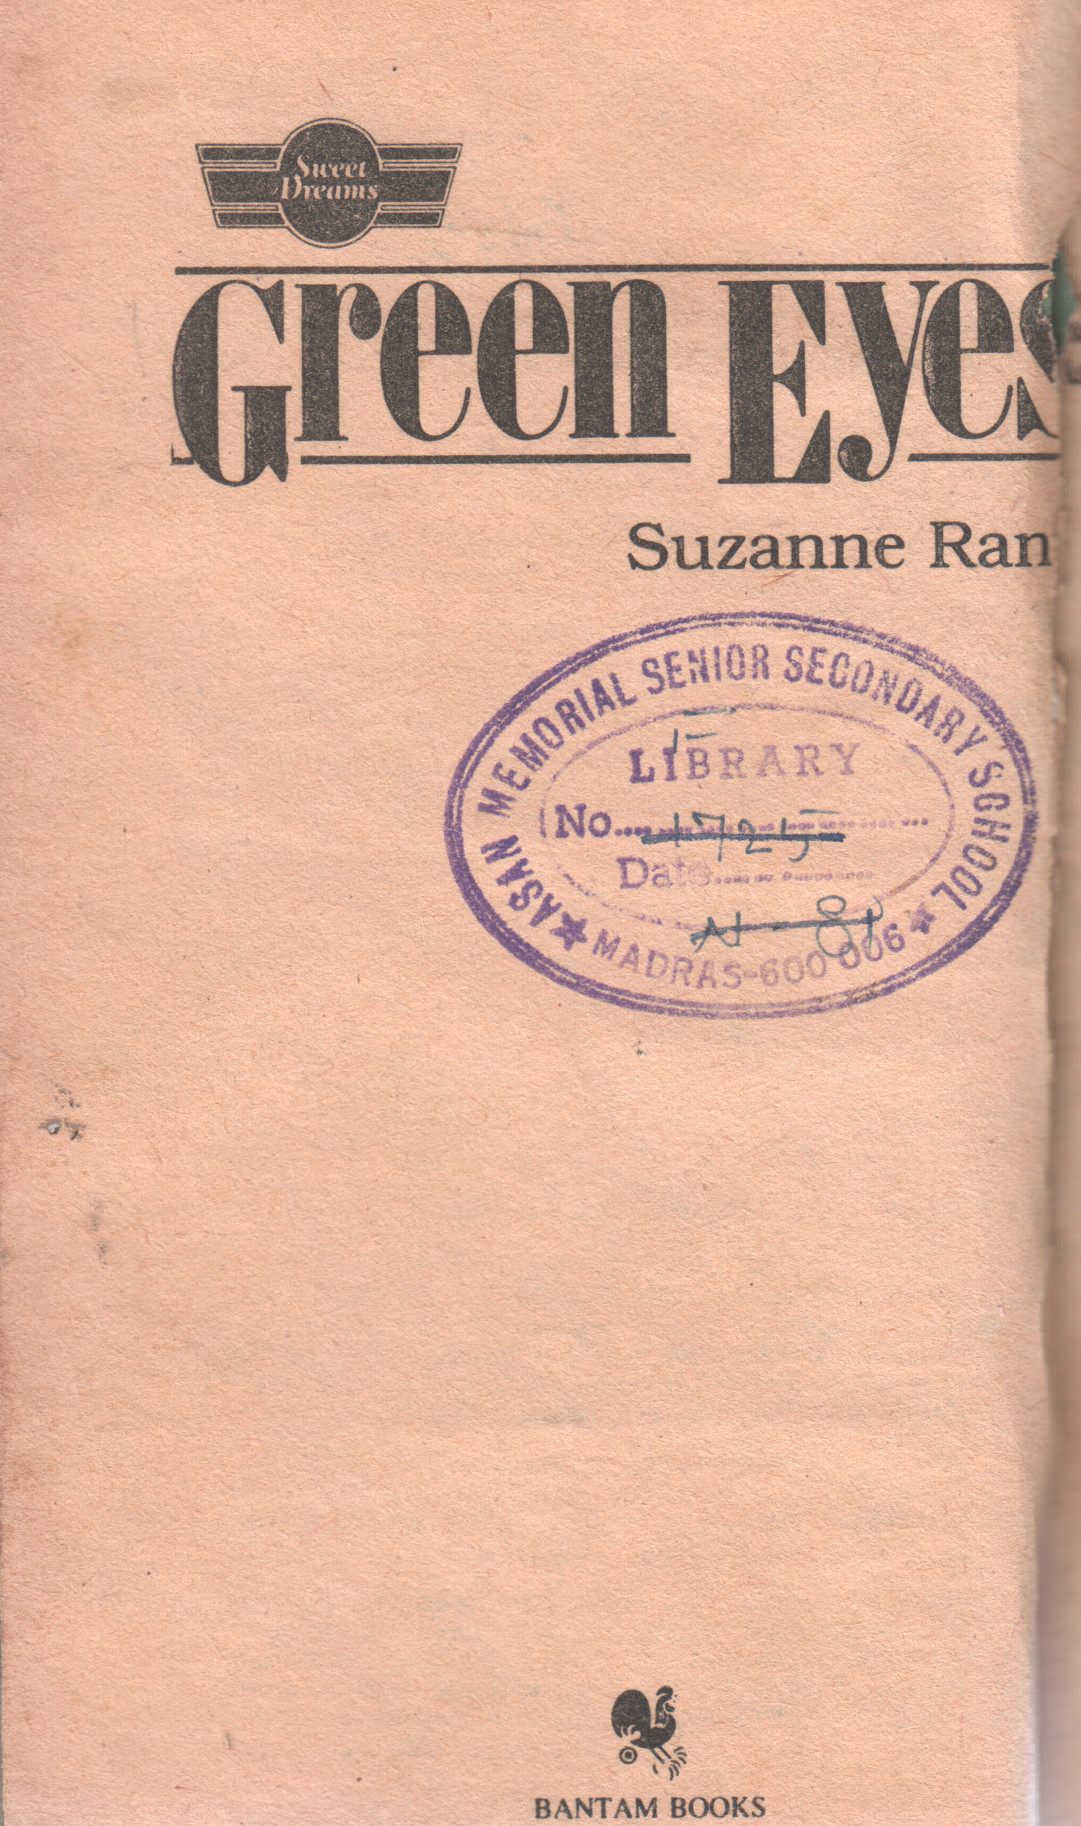 Sweet
Dreams
Green Eyes
Suzanne Ran
ASAN MEMORIAL SENIOR SECONDARY SCHOOL
LIBRARY
No.
1725
Date
MADRAS-600 006
BANTAM BOOKS